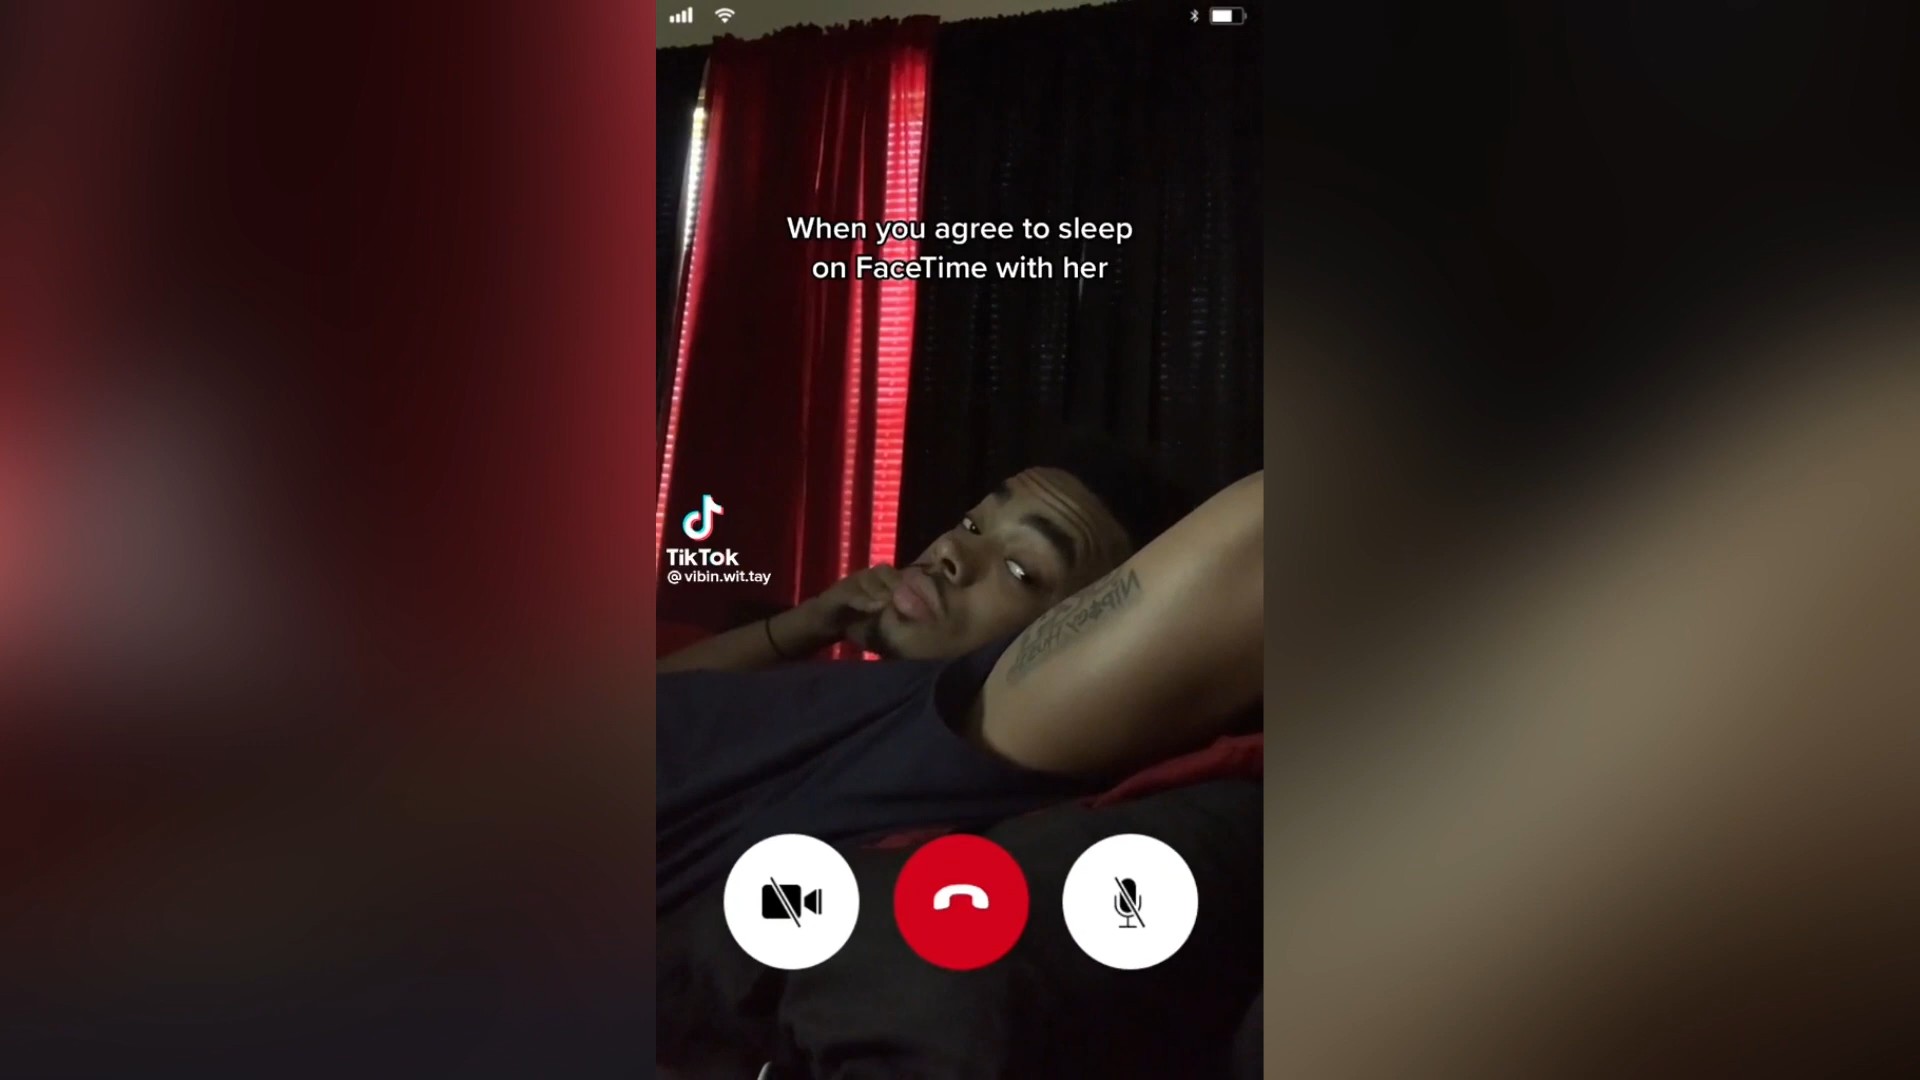 When you agree to sleep
on FaceTime with her
TikTok
@vibin.wit.tay